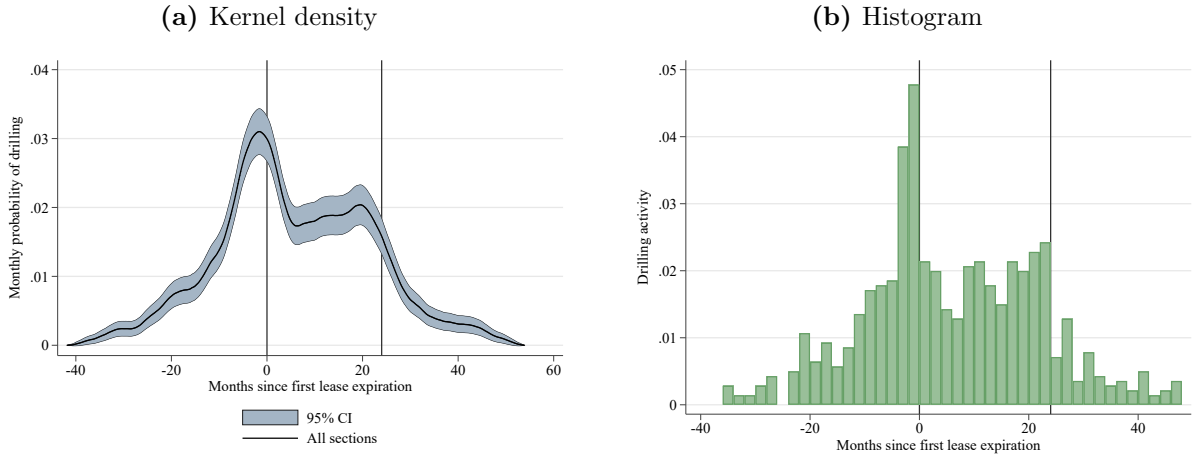 (a) Kernel density
.04
.03
.02
.01
0
Monthly probability of drilling
-40
-20
0
20
40
60
Months since first lease expiration
95% CI
All sections
(b) Histogram
.05
.04
.03
.02
.01
0
Drilling activity
-40
-20
0
20
40
Months since first lease expiration